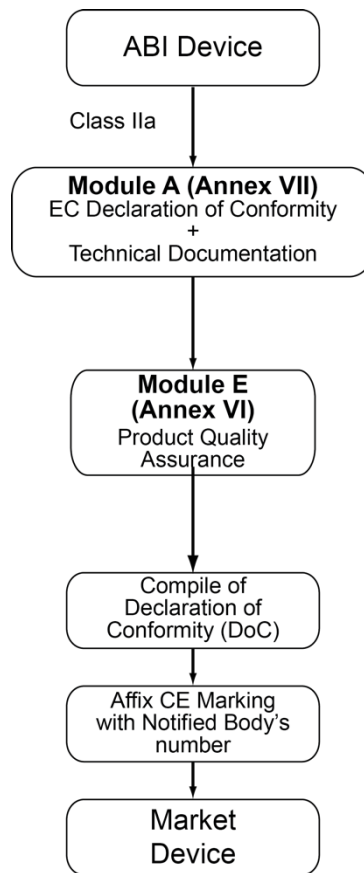 ABI Device
Class IIa
Module A (Annex VII)
EC Declaration of Conformity
+
Technical Documentation
Module E
(Annex VI)
Product Quality
Assurance
Compile of
Declaration of
Conformity (DoC)
Affix CE Marking
with Notified Body's
number
Market
Device